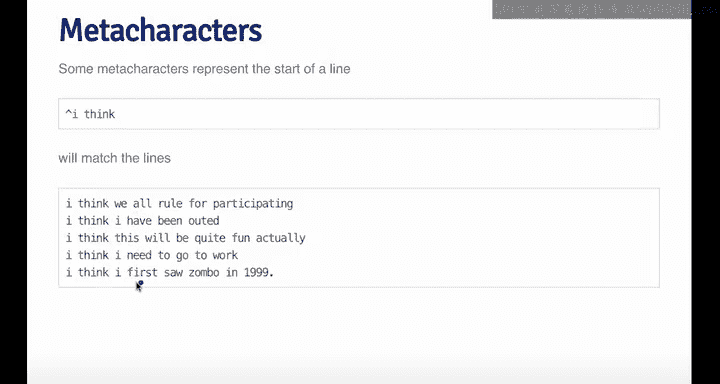 Metacharacters
Some metacharacters represent the start of a line
^i think
will match the lines
i think we all rule for participating
i think i have been outed
i think this will be quite fun actually
i think i need to go to work
i think i first saw zombo in 1999.